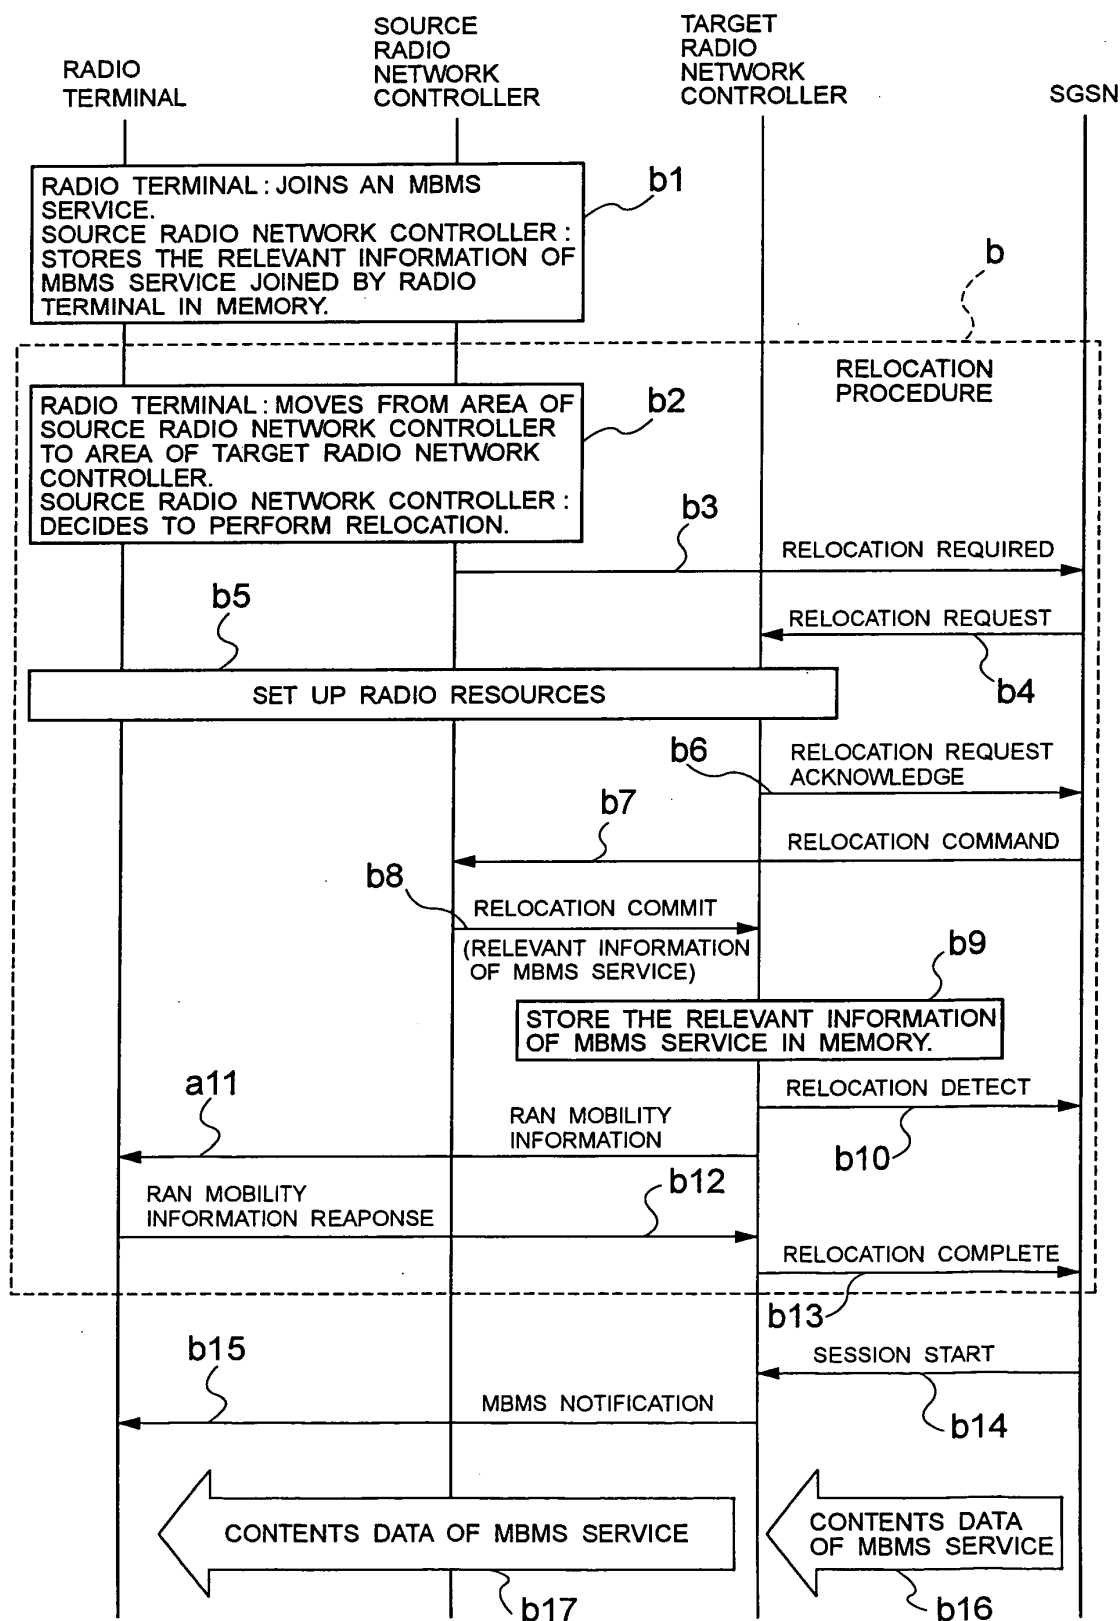 RADIO
TERMINAL
SOURCE
RADIO
NETWORK
CONTROLLER
TARGET
RADIO
NETWORK
CONTROLLER
SGSN
RADIO TERMINAL : JOINS AN MBMS
SERVICE.
SOURCE RADIO NETWORK CONTROLLER :
STORES THE RELEVANT INFORMATION OF
MBMS SERVICE JOINED BY RADIO
TERMINAL IN MEMORY.
b1
b
RELOCATION
PROCEDURE
RADIO TERMINAL : MOVES FROM AREA OF
SOURCE RADIO NETWORK CONTROLLER
TO AREA OF TARGET RADIO NETWORK
CONTROLLER.
SOURCE RADIO NETWORK CONTROLLER :
DECIDES TO PERFORM RELOCATION.
b2
b3
RELOCATION REQUIRED
b5
RELOCATION REQUEST
b4
SET UP RADIO RESOURCES
b6
RELOCATION REQUEST
ACKNOWLEDGE
b7
RELOCATION COMMAND
b8
RELOCATION COMMIT
(RELEVANT INFORMATION
OF MBMS SERVICE)
b9
STORE THE RELEVANT INFORMATION
OF MBMS SERVICE IN MEMORY.
a11
RELOCATION DETECT
b10
RAN MOBILITY
INFORMATION
b12
RAN MOBILITY
INFORMATION REAPONSE
RELOCATION COMPLETE
b13
b15
SESSION START
b14
MBMS NOTIFICATION
CONTENTS DATA OF MBMS SERVICE
b17
CONTENTS DATA
OF MBMS SERVICE
b16